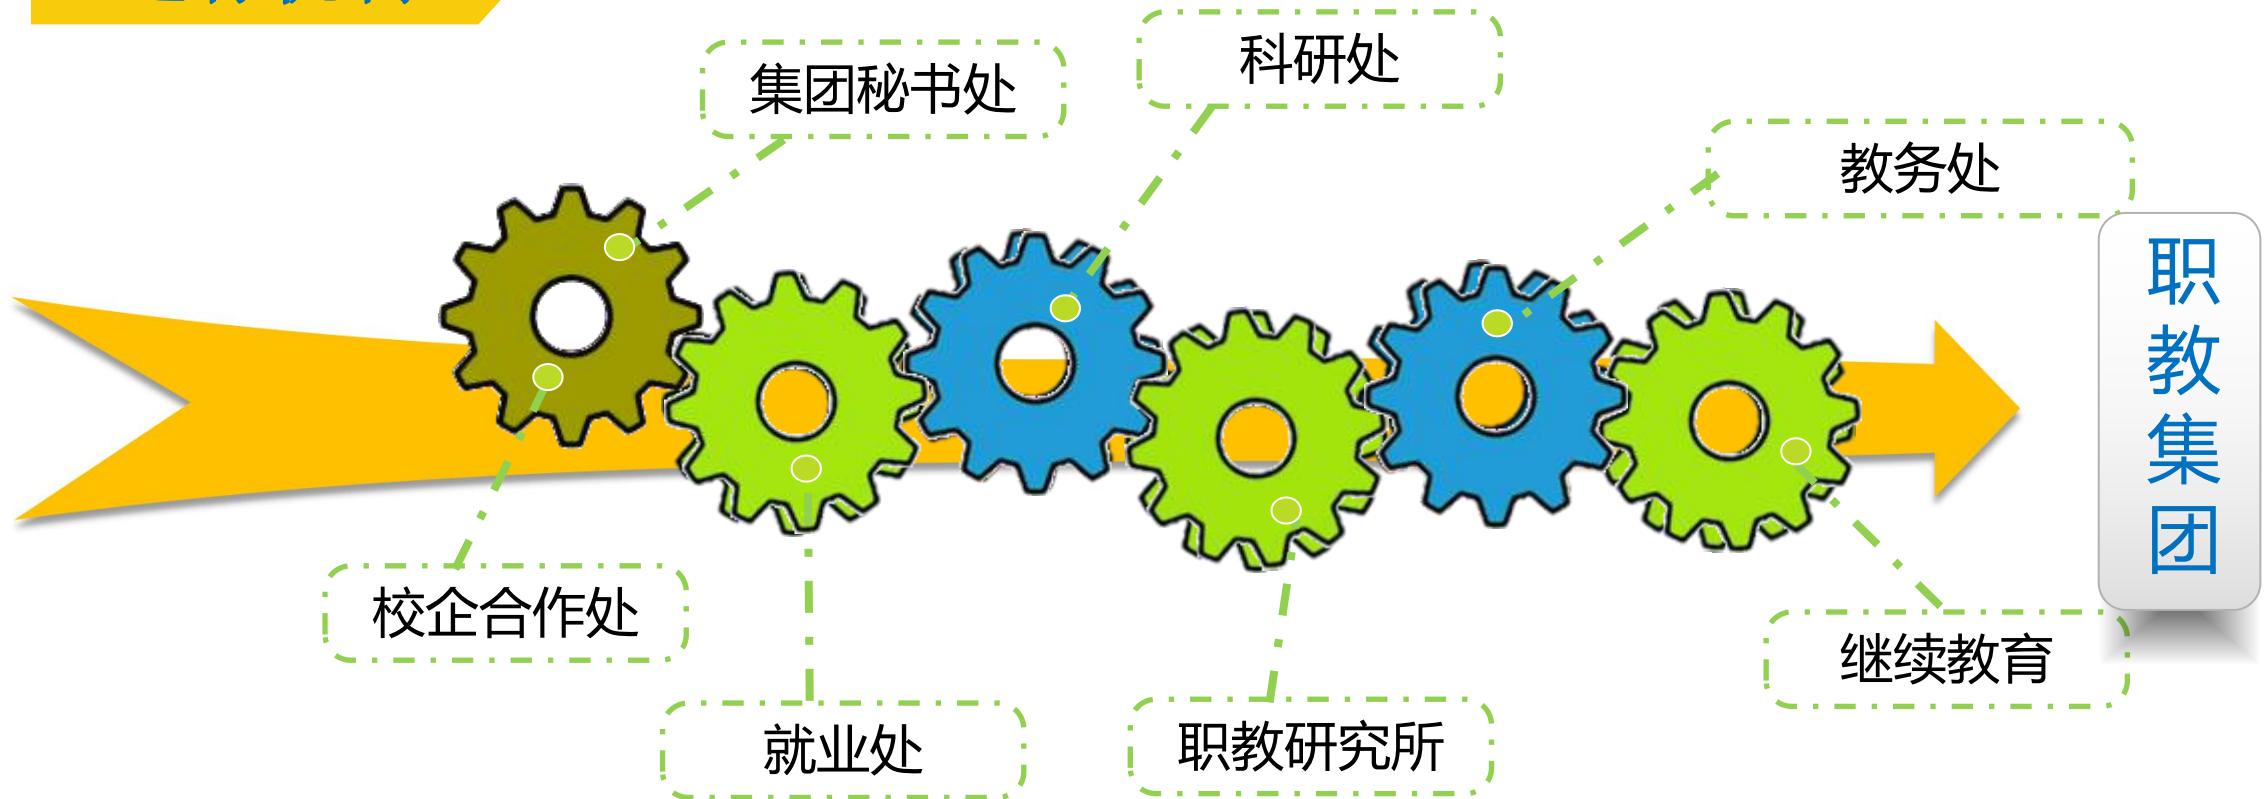 集团秘书处
科研处
教务处
职教集团
校企合作处
就业处
职教研究所
继续教育